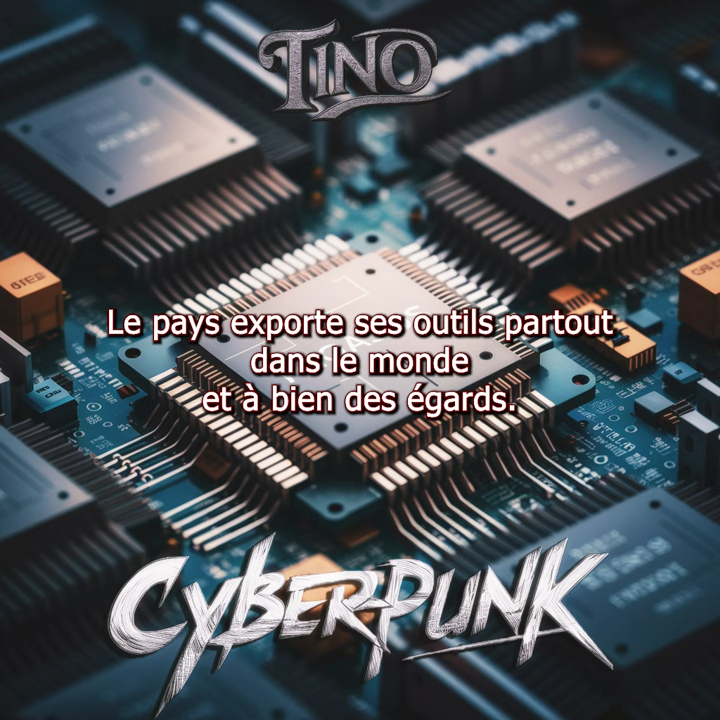 TINO
Le pays exporte ses outils partout
dans le monde
et à bien des égards.
CYBERPUNK